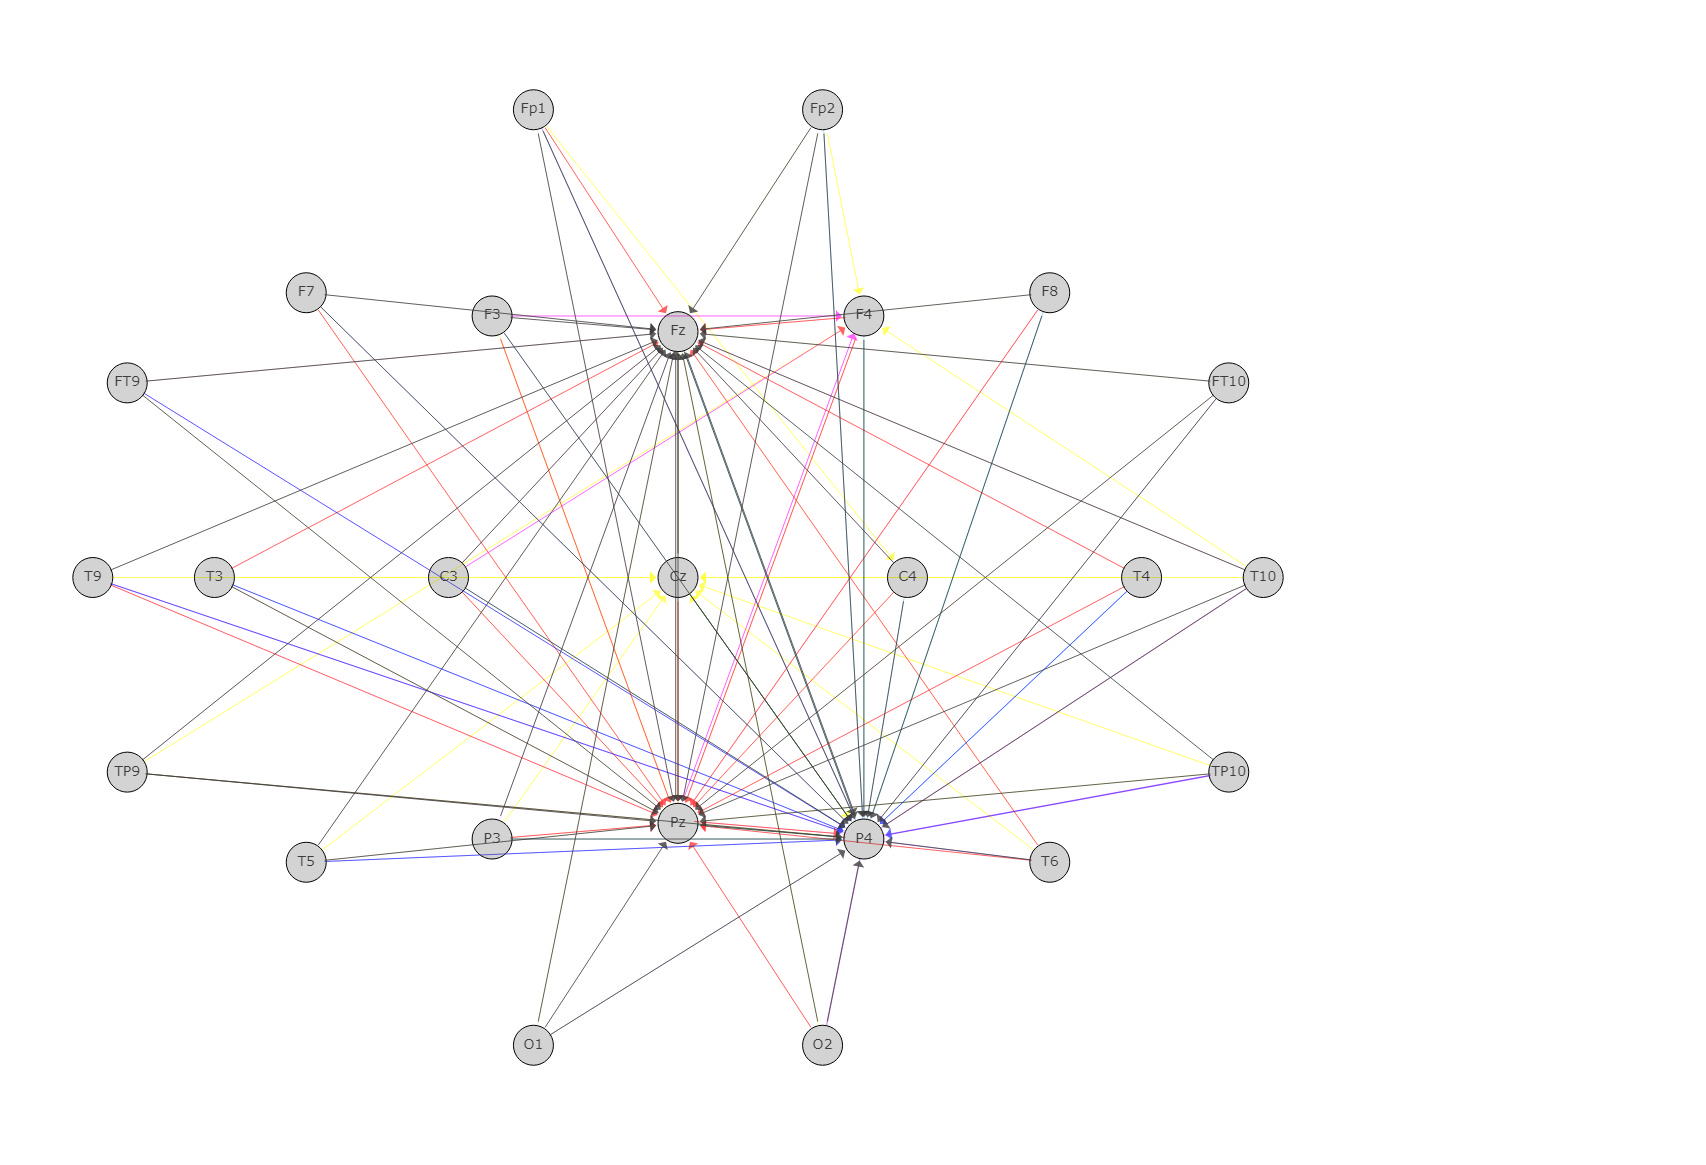 Fp1 Fp2
F7 F3 Fz F4 F8
FT9 FT10
T9 T3 C3 Cz C4 T4 T10
TP9 TP10
T5 P3 Pz P4 T6
O1 O2